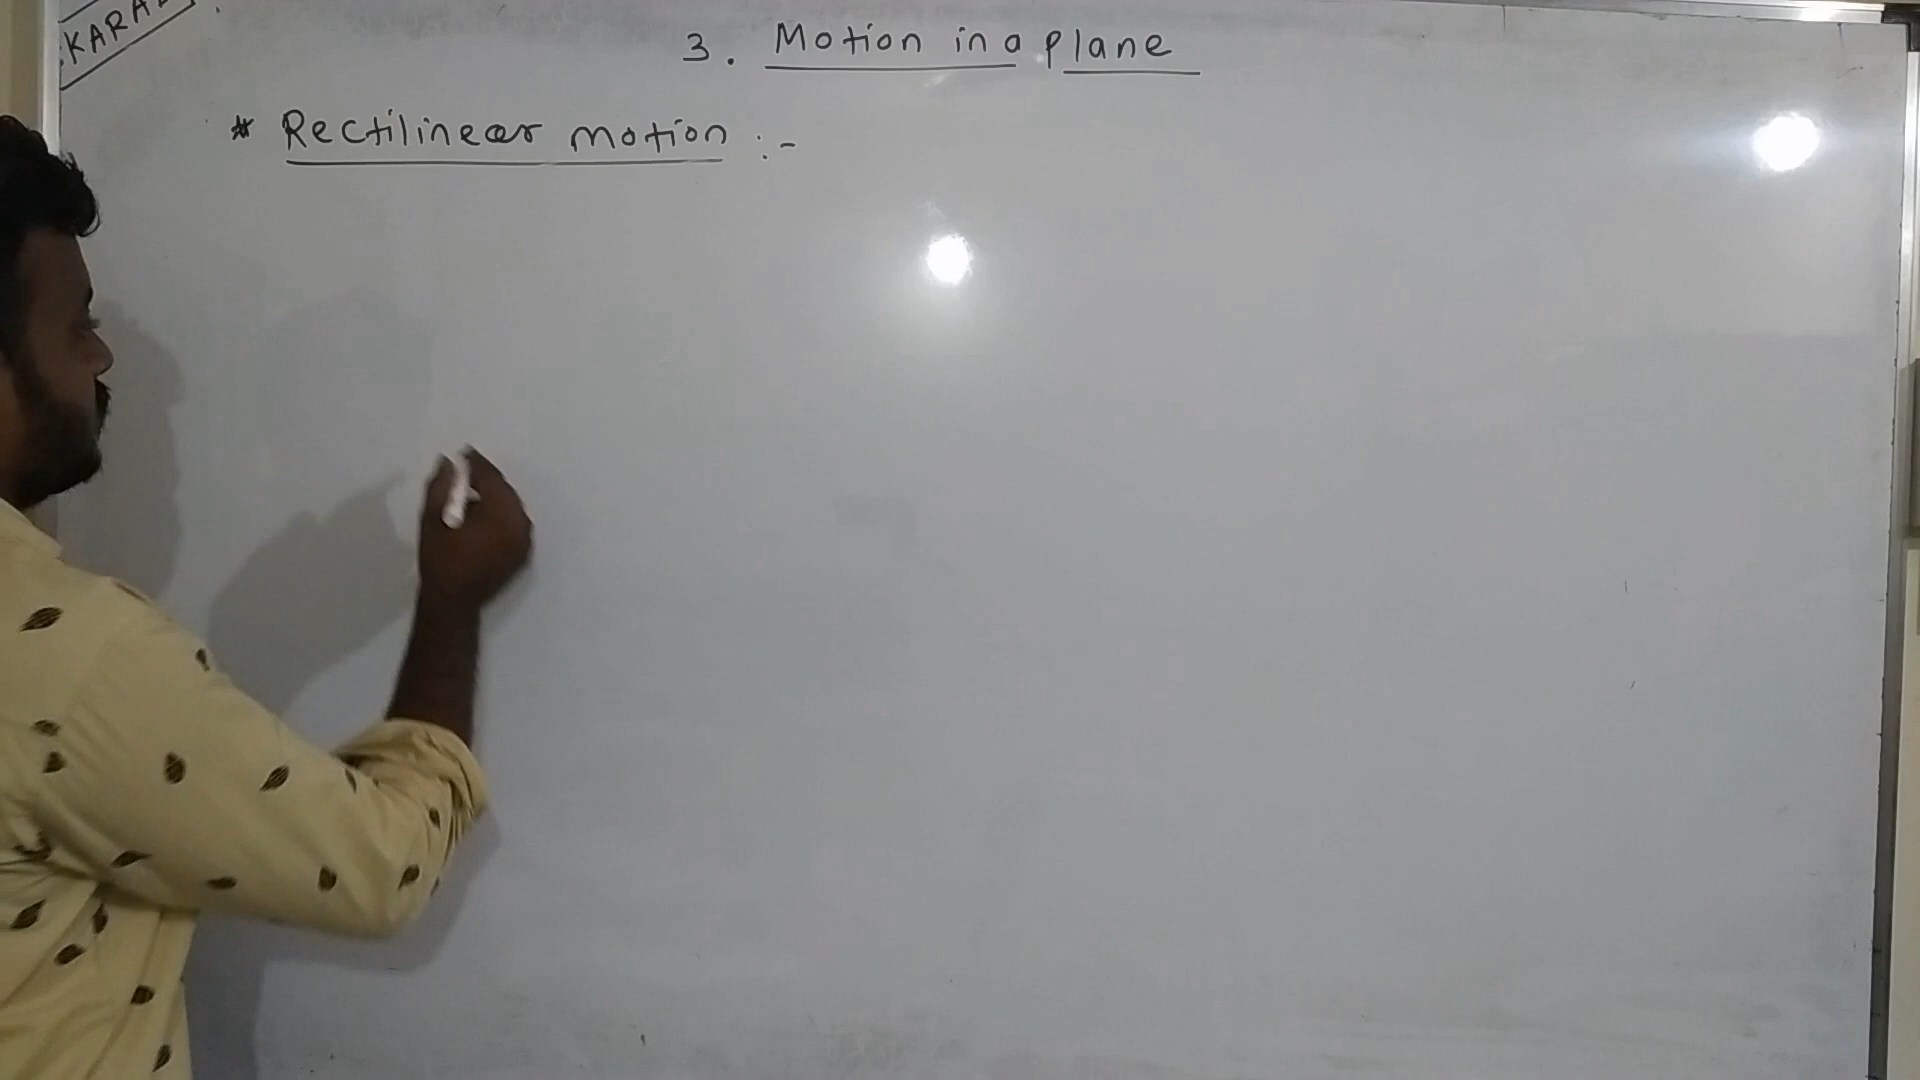 3. Motion in a plane
* Rectilinear motion :-